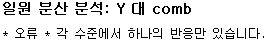 일원 분산 분석: Y 대 comb
* 오류 * 각 수준에서 하나의 반응만 있습니다.